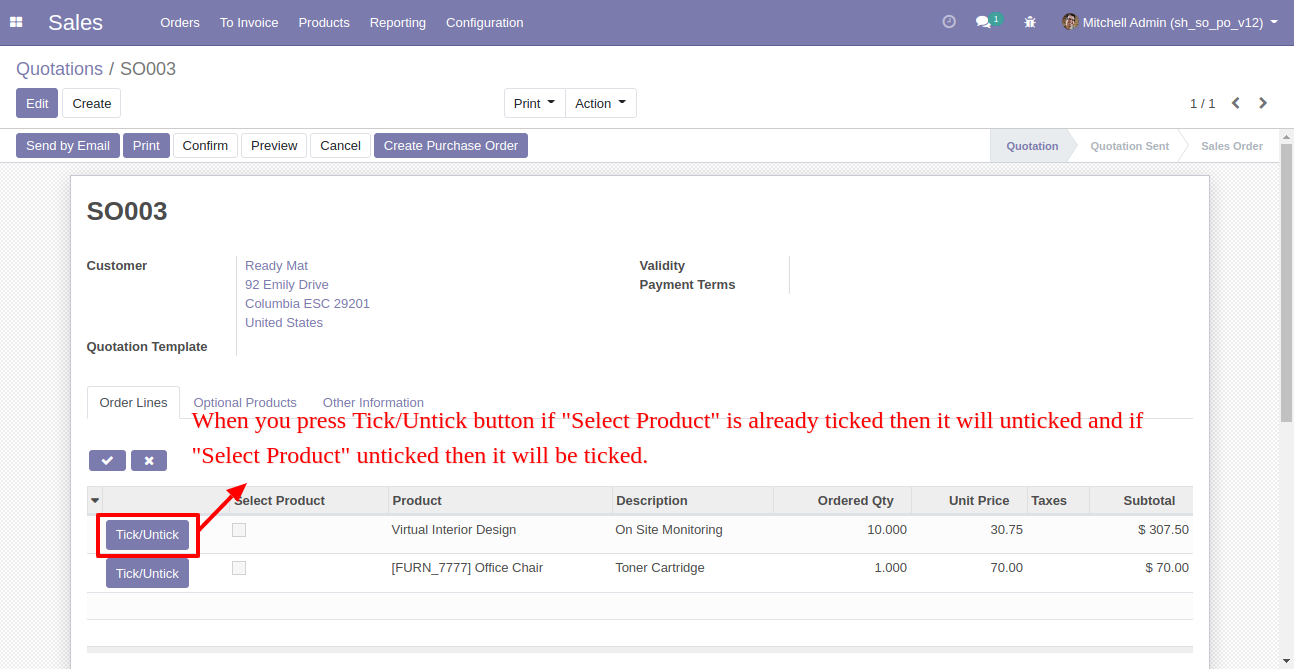 Sales Orders To Invoice Products Reporting Configuration 1 Mitchell Admin (sh_so_po_v12)
Quotations / SO003
Edit Create Print Action 1 / 1
Send by Email Print Confirm Preview Cancel Create Purchase Order Quotation Quotation Sent Sales Order
SO003
Customer Ready Mat Validity
92 Emily Drive Payment Terms
Columbia ESC 29201
United States
Quotation Template
Order Lines Optional Products Other Information
When you press Tick/Untick button if "Select Product" is already ticked then it will unticked and if
"Select Product" unticked then it will be ticked.
Select Product Product Description Ordered Qty Unit Price Taxes Subtotal
Tick/Untick Virtual Interior Design On Site Monitoring 10.000 30.75 $ 307.50
Tick/Untick [FURN_7777] Office Chair Toner Cartridge 1.000 70.00 $ 70.00